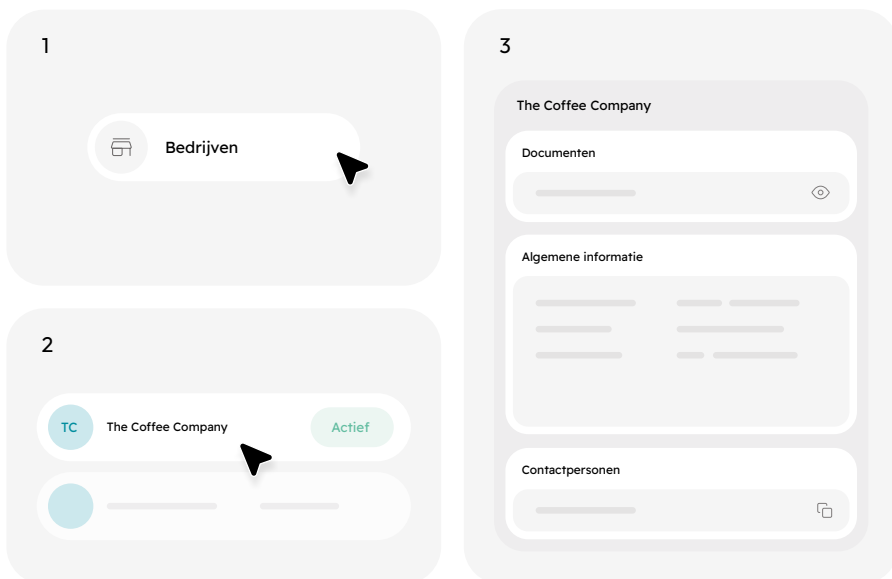 1
Bedrijven
2
TC
The Coffee Company
Actief
3
The Coffee Company
Documenten
Algemene informatie
Contactpersonen